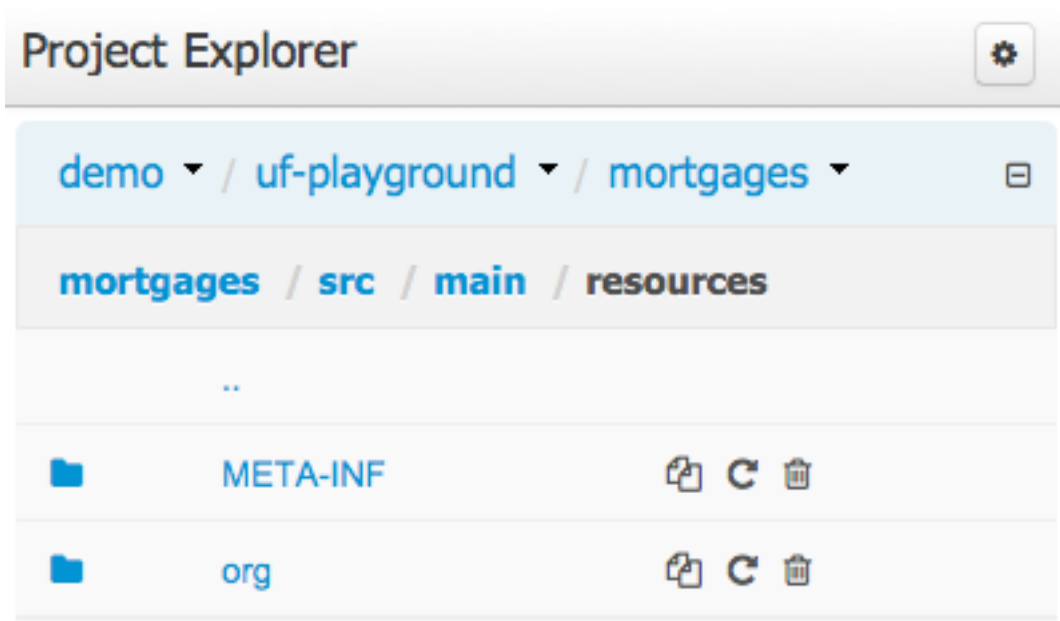 Project Explorer
demo / uf-playground / mortgages
mortgages / src / main / resources
..
META-INF
org